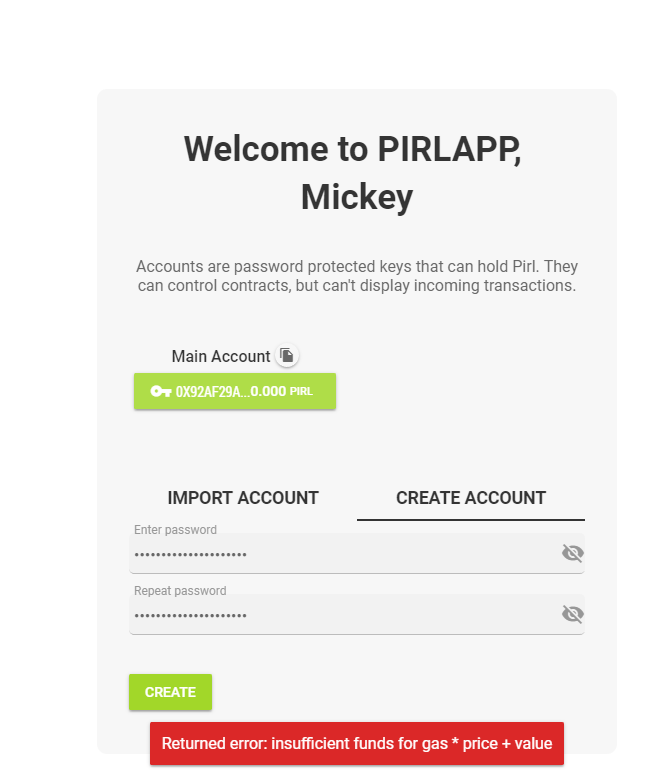 Welcome to PIRLAPP,
Mickey
Accounts are password protected keys that can hold Pirl. They
can control contracts, but can't display incoming transactions.
Main Account
0X92AF29A...0.000 PIRL
IMPORT ACCOUNT CREATE ACCOUNT
Enter password
•••••••••••••••••••••
Repeat password
•••••••••••••••••••••
CREATE
Returned error: insufficient funds for gas * price + value